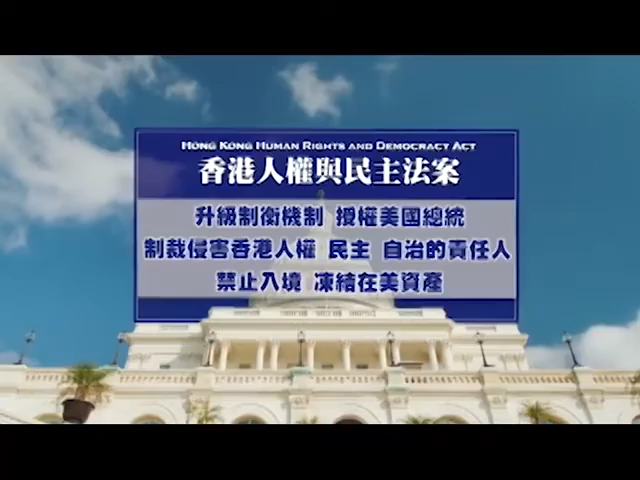 HONG KONG HUMAN RIGHTS AND DEMOCRACY ACT
香港人權與民主法案
升級制衡機制 授權美國總統
制裁侵害香港人權 民主 自治的責任人
禁止入境 凍結在美資產